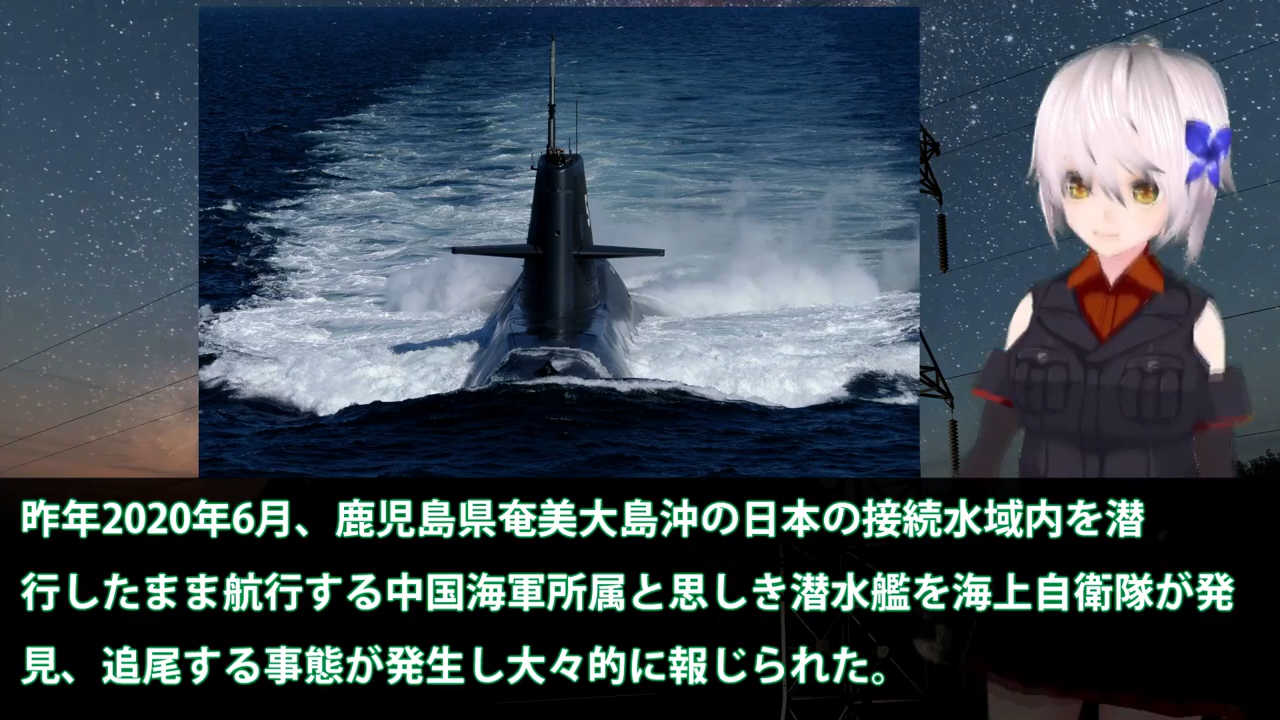 昨年2020年6月、鹿児島県奄美大島沖の日本の接続水域内を潜
行したまま航行する中国海軍所属と思しき潜水艦を海上自衛隊が発
見、追尾する事態が発生し大々的に報じられた。